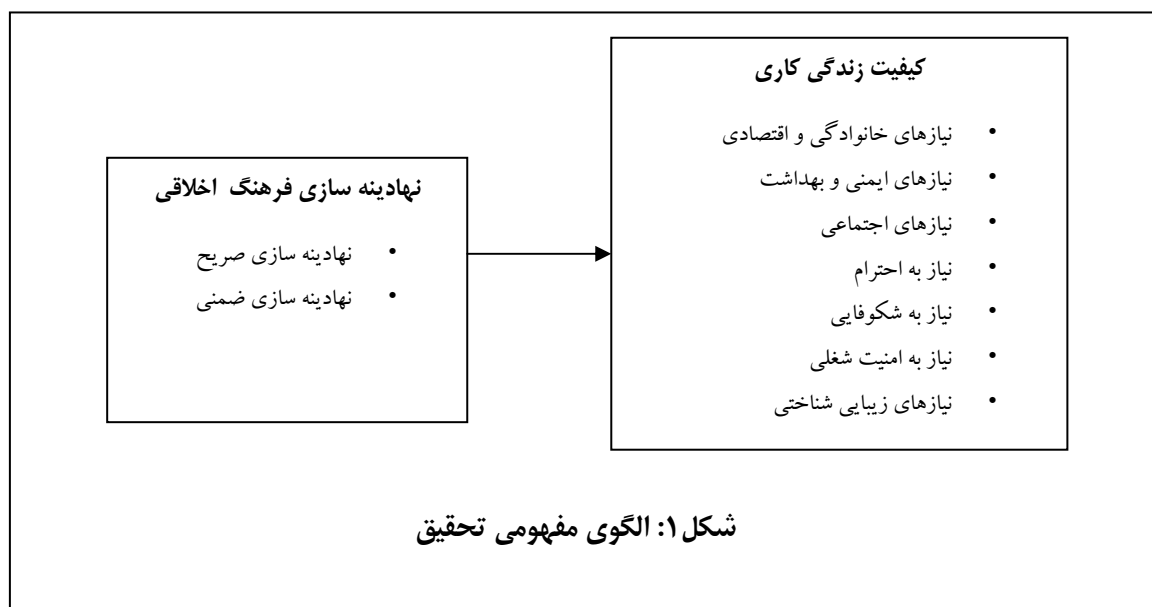 کیفیت زندگی کاری
• نیازهای خانوادگی و اقتصادی
• نیازهای ایمنی و بهداشت
• نیازهای اجتماعی
• نیاز به احترام
• نیاز به شکوفایی
• نیاز به امنیت شغلی
• نیازهای زیبایی شناختی
نهادینه سازی فرهنگ اخلاقی
• نهادینه سازی صریح
• نهادینه سازی ضمنی
شکل۱: الگوی مفهومی تحقیق